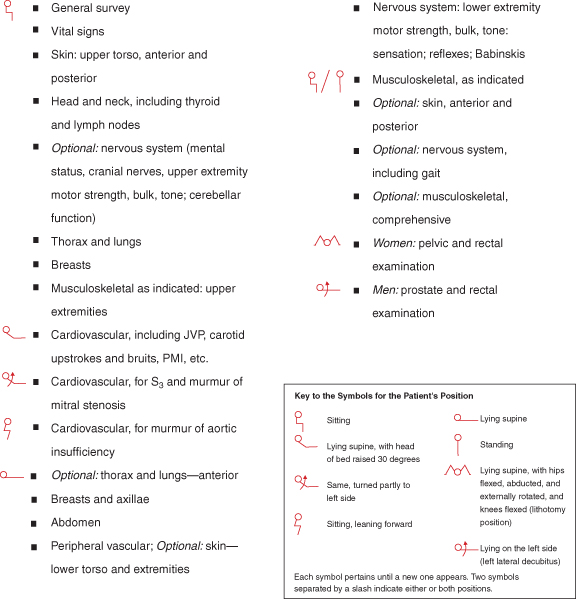 ■ General survey
■ Vital signs
■ Skin: upper torso, anterior and
posterior
■ Head and neck, including thyroid
and lymph nodes
■ Optional: nervous system (mental
status, cranial nerves, upper extremity
motor strength, bulk, tone; cerebellar
function)
■ Thorax and lungs
■ Breasts
■ Musculoskeletal as indicated: upper
extremities
■ Cardiovascular, including JVP, carotid
upstrokes and bruits, PMI, etc.
■ Cardiovascular, for S3 and murmur of
mitral stenosis
■ Cardiovascular, for murmur of aortic
insufficiency
■ Optional: thorax and lungs—anterior
■ Breasts and axillae
■ Abdomen
■ Peripheral vascular; Optional: skin—
lower torso and extremities
■ Nervous system: lower extremity
motor strength, bulk, tone:
sensation; reflexes; Babinskis
■ Musculoskeletal, as indicated
■ Optional: skin, anterior and
posterior
■ Optional: nervous system,
including gait
■ Optional: musculoskeletal,
comprehensive
■ Women: pelvic and rectal
examination
■ Men: prostate and rectal
examination
Key to the Symbols for the Patient's Position
Sitting
Lying supine, with head
of bed raised 30 degrees
Same, turned partly to
left side
Sitting, leaning forward
Lying supine
Standing
Lying supine, with hips
flexed, abducted, and
externally rotated, and
knees flexed (lithotomy
position)
Lying on the left side
(left lateral decubitus)
Each symbol pertains until a new one appears. Two symbols
separated by a slash indicate either or both positions.